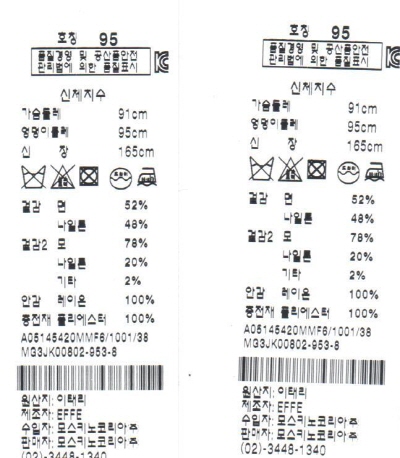 호칭 95
품질경영 및 공산품안전
관리법에 의한 품질표시
신체지수
가슴둘레 91cm
엉덩이둘레 95cm
신 장 165cm
겉감 면 52%
나일론 48%
겉감2 모 78%
나일론 20%
기타 2%
안감 레이온 100%
충전재 폴리에스터 100%
A05145420MMF6/1001/38
MG3JK00802-953-8
원산지: 이태리
제조자: EFFE
수입자: 모스키노코리아㈜
판매자: 모스키노코리아㈜
(02)-3448-1340
호칭 95
품질경영 및 공산품안전
관리법에 의한 품질표시
신체지수
가슴둘레 91cm
엉덩이둘레 95cm
신 장 165cm
겉감 면 52%
나일론 48%
겉감2 모 78%
나일론 20%
기타 2%
안감 레이온 100%
충전재 폴리에스터 100%
A05145420MMF6/1001/38
MG3JK00802-953-8
원산지: 이태리
제조자: EFFE
수입자: 모스키노코리아㈜
판매자: 모스키노코리아㈜
(02)-3448-1340